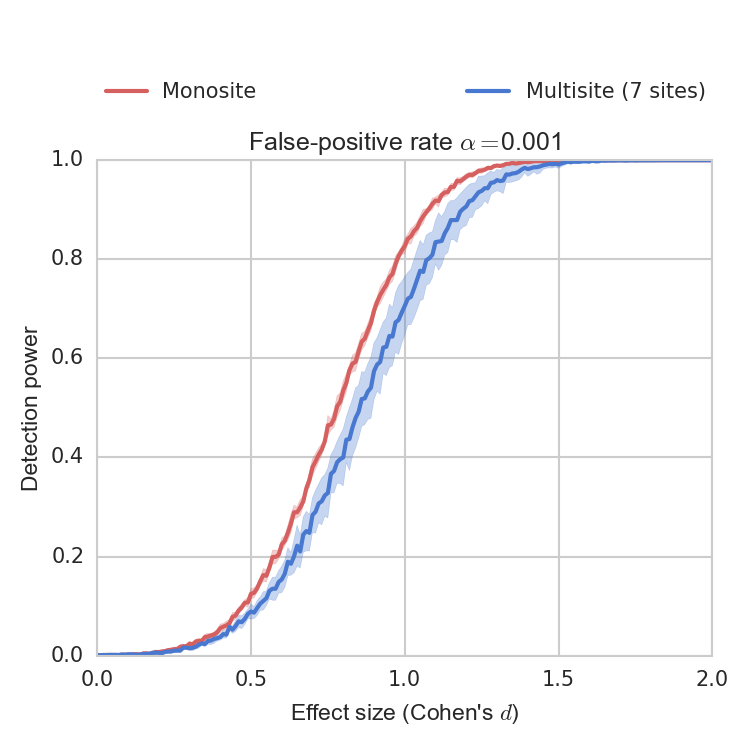 Monosite
Multisite (7 sites)
False-positive rate α=0.001
1.0
0.8
0.6
0.4
0.2
0.0
Detection power
0.0 0.5 1.0 1.5 2.0
Effect size (Cohen's d)